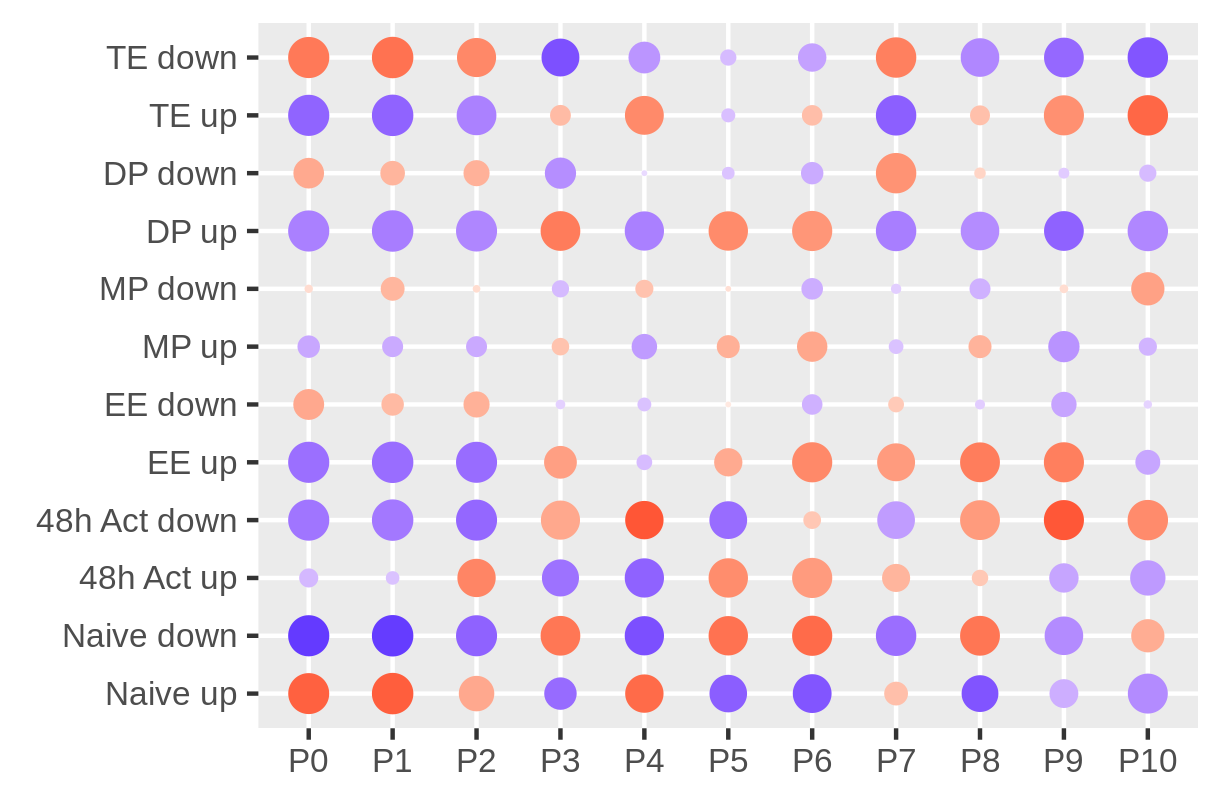 TE down
TE up
DP down
DP up
MP down
MP up
EE down
EE up
48h Act down
48h Act up
Naive down
Naive up
P0 P1 P2 P3 P4 P5 P6 P7 P8 P9 P10